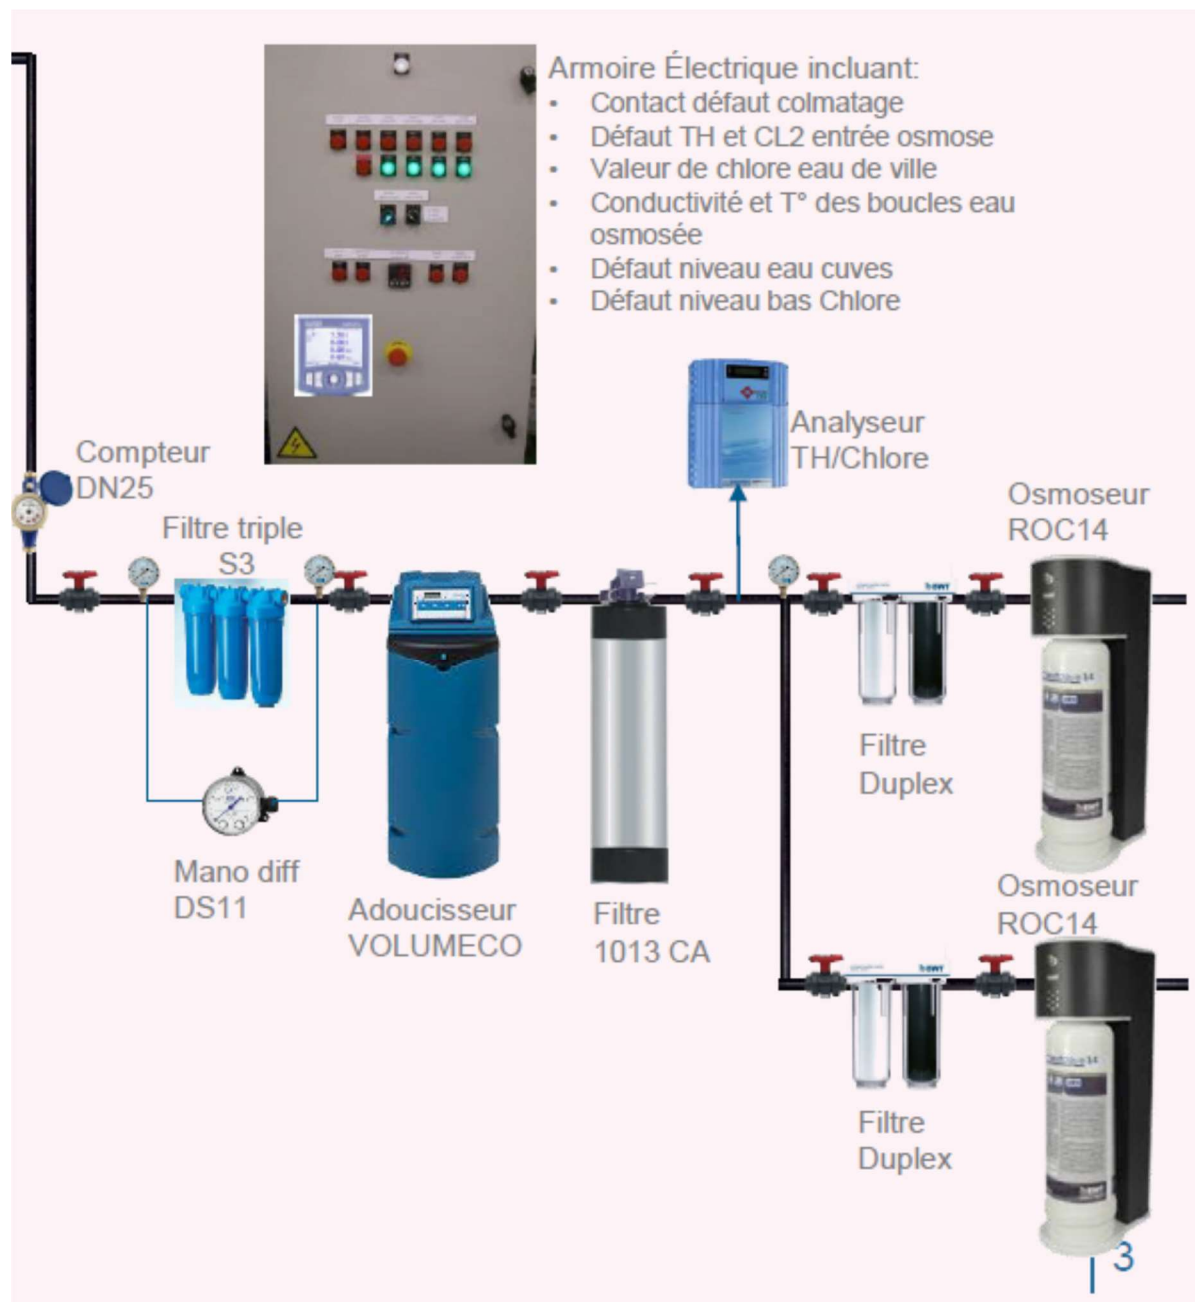 Armoire Électrique incluant:
• Contact défaut colmatage
• Défaut TH et CL2 entrée osmose
• Valeur de chlore eau de ville
• Conductivité et T° des boucles eau
osmosée
• Défaut niveau eau cuves
• Défaut niveau bas Chlore
Analyseur
TH/Chlore
Compteur
DN25
Osmoseur
ROC14
Filtre triple
S3
BWT
Filtre
Duplex
Mano diff
DS11
Adoucisseur
VOLUMECO
Filtre
1013 CA
Osmoseur
ROC14
BWT
Filtre
Duplex
3